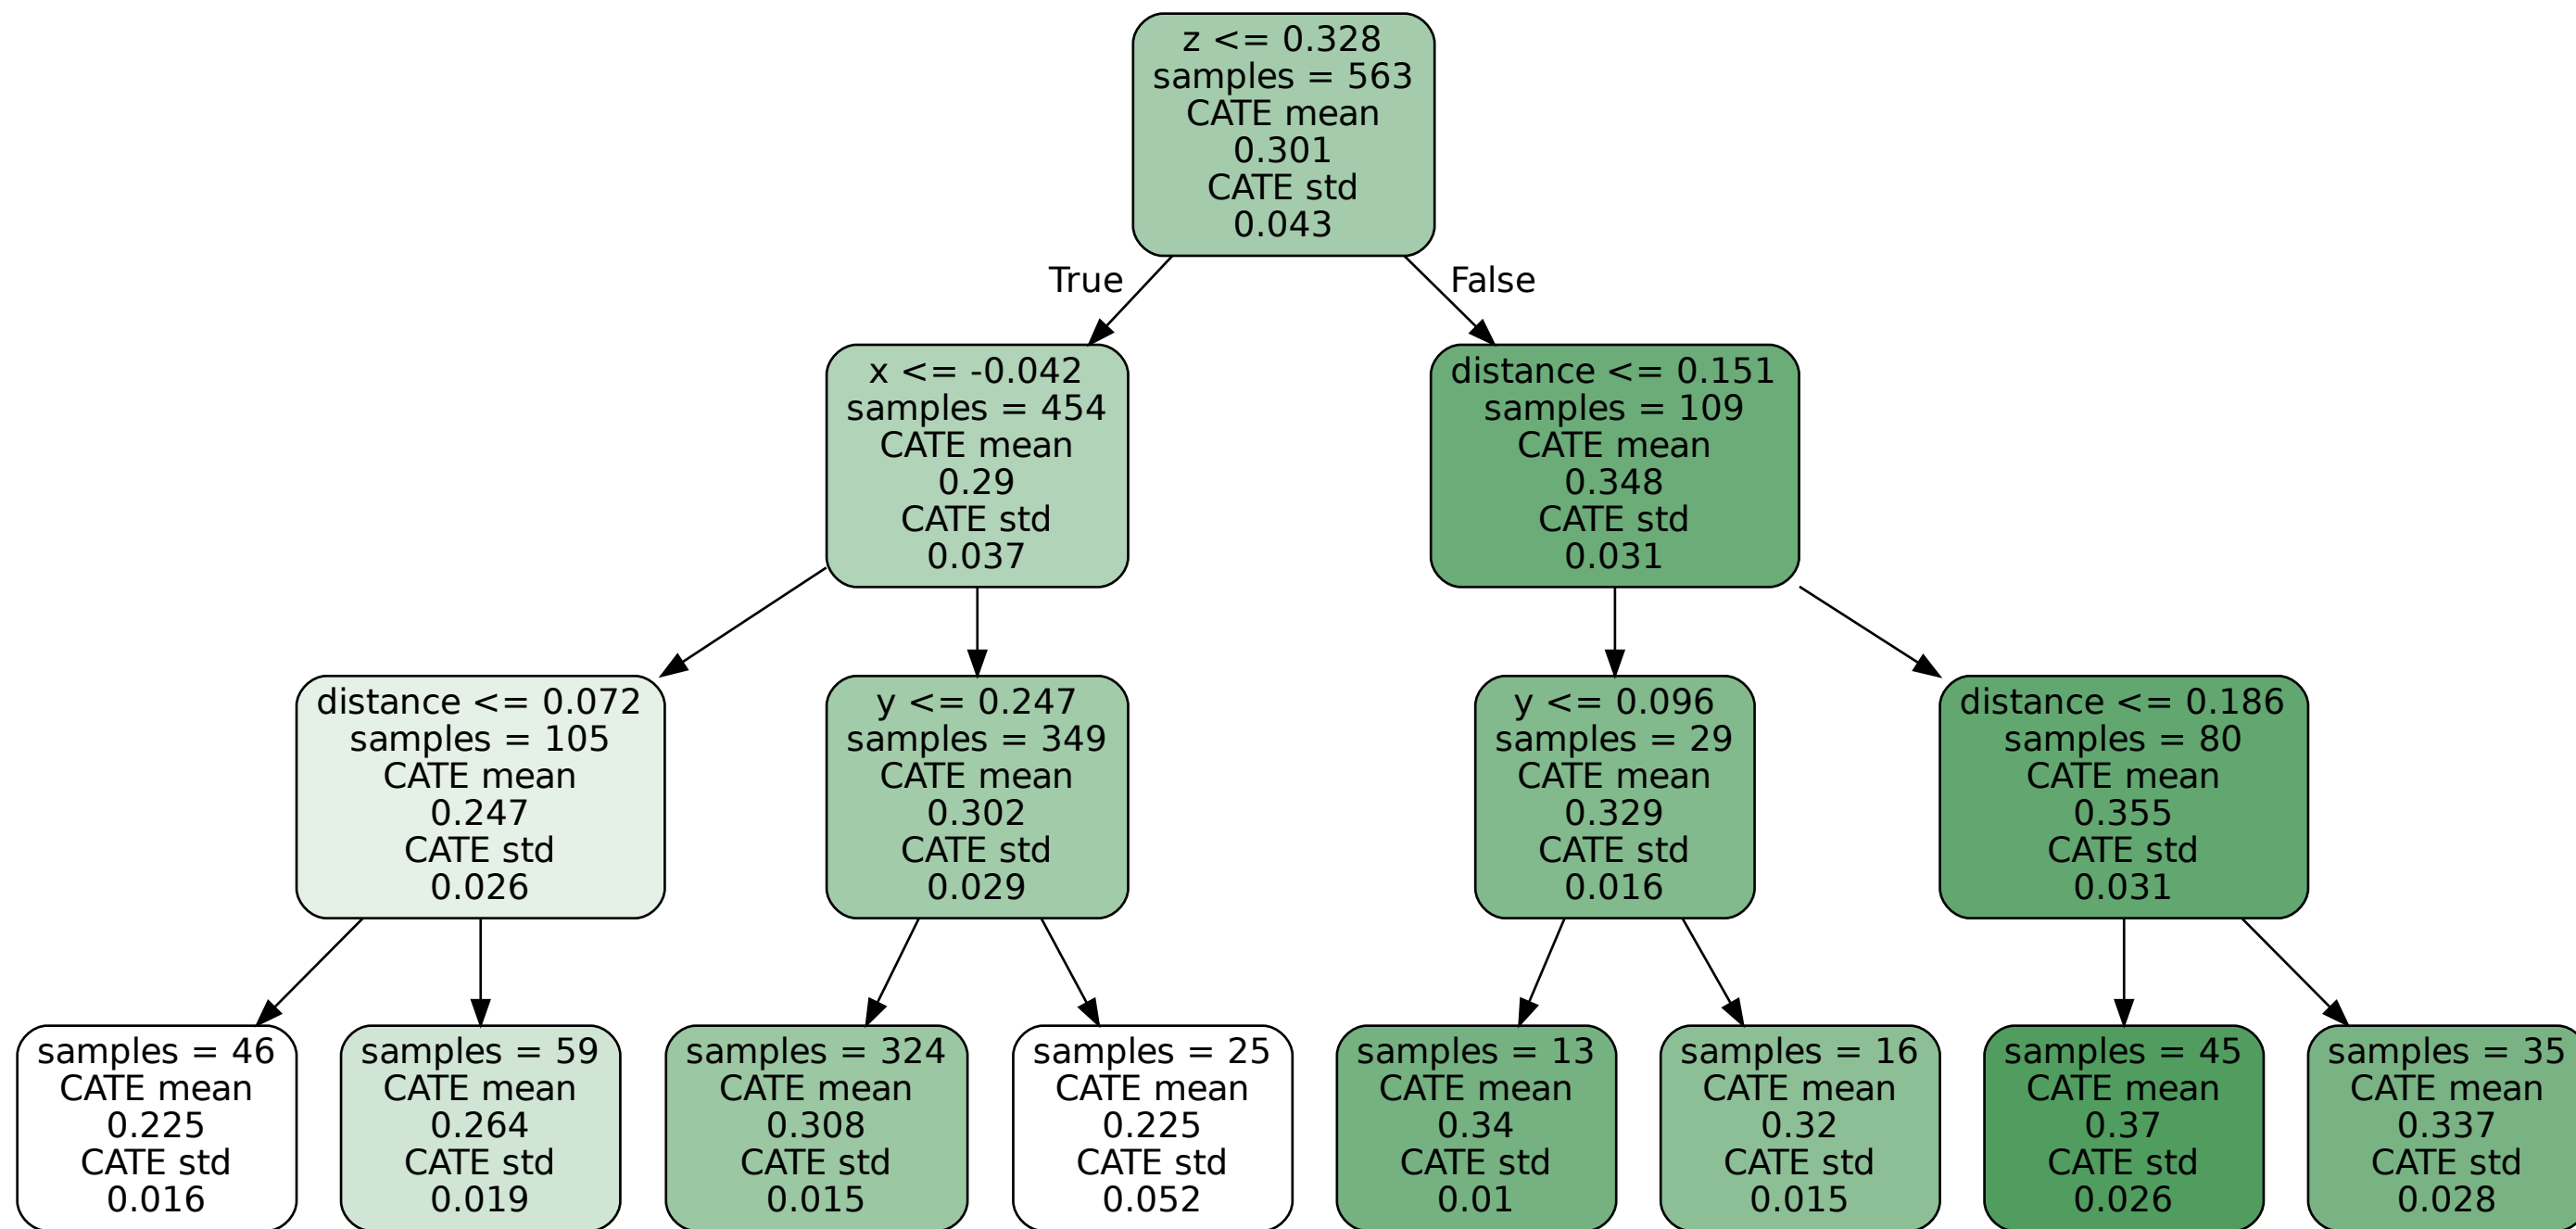 z <= 0.328
samples = 563
CATE mean
0.301
CATE std
0.043
True
False
x <= -0.042
samples = 454
CATE mean
0.29
CATE std
0.037
distance <= 0.151
samples = 109
CATE mean
0.348
CATE std
0.031
distance <= 0.072
samples = 105
CATE mean
0.247
CATE std
0.026
y <= 0.247
samples = 349
CATE mean
0.302
CATE std
0.029
y <= 0.096
samples = 29
CATE mean
0.329
CATE std
0.016
distance <= 0.186
samples = 80
CATE mean
0.355
CATE std
0.031
samples = 46
CATE mean
0.225
CATE std
0.016
samples = 59
CATE mean
0.264
CATE std
0.019
samples = 324
CATE mean
0.308
CATE std
0.015
samples = 25
CATE mean
0.225
CATE std
0.052
samples = 13
CATE mean
0.34
CATE std
0.01
samples = 16
CATE mean
0.32
CATE std
0.015
samples = 45
CATE mean
0.37
CATE std
0.026
samples = 35
CATE mean
0.337
CATE std
0.028